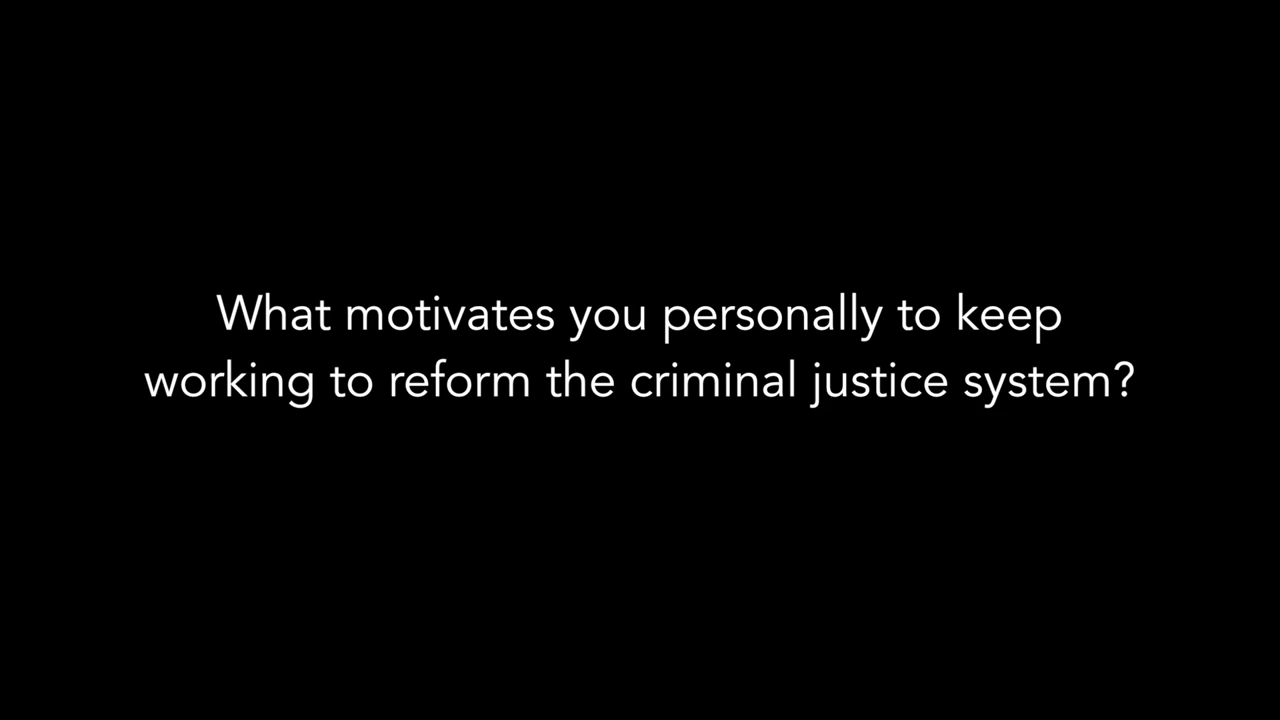 What motivates you personally to keep
working to reform the criminal justice system?